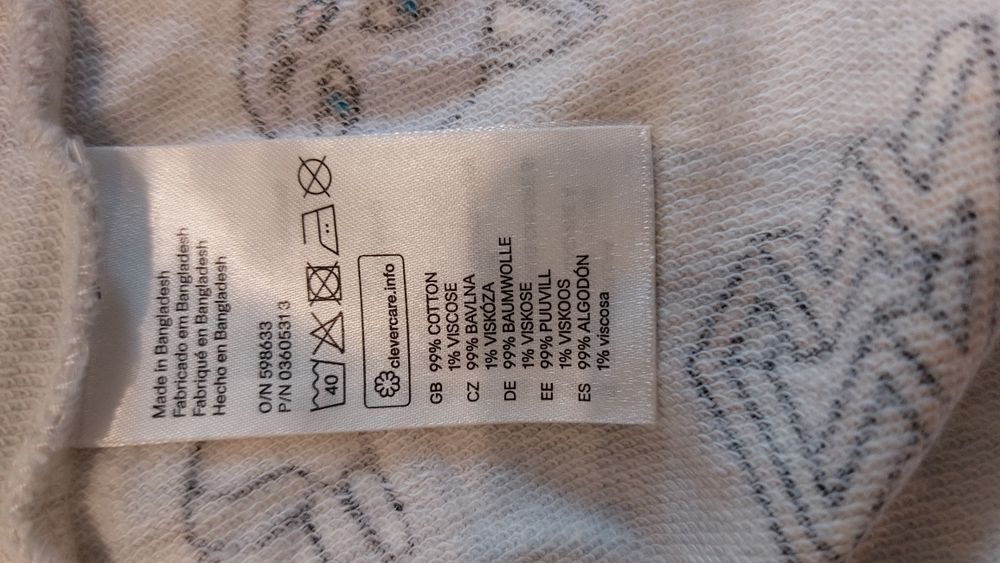 Made in Bangladesh
Fabricado em Bangladesh
Fabriqué en Bangladesh
Hecho en Bangladesh
O/N 598633
P/N 03605313
40
clevercare.info
GB 99% COTTON
1% VISCOSE
CZ 99% BAVLNA
1% VISKÓZA
DE 99% BAUMWOLLE
1% VISKOSE
EE 99% PUUVILL
1% VISKOOS
ES 99% ALGODÓN
1% viscosa